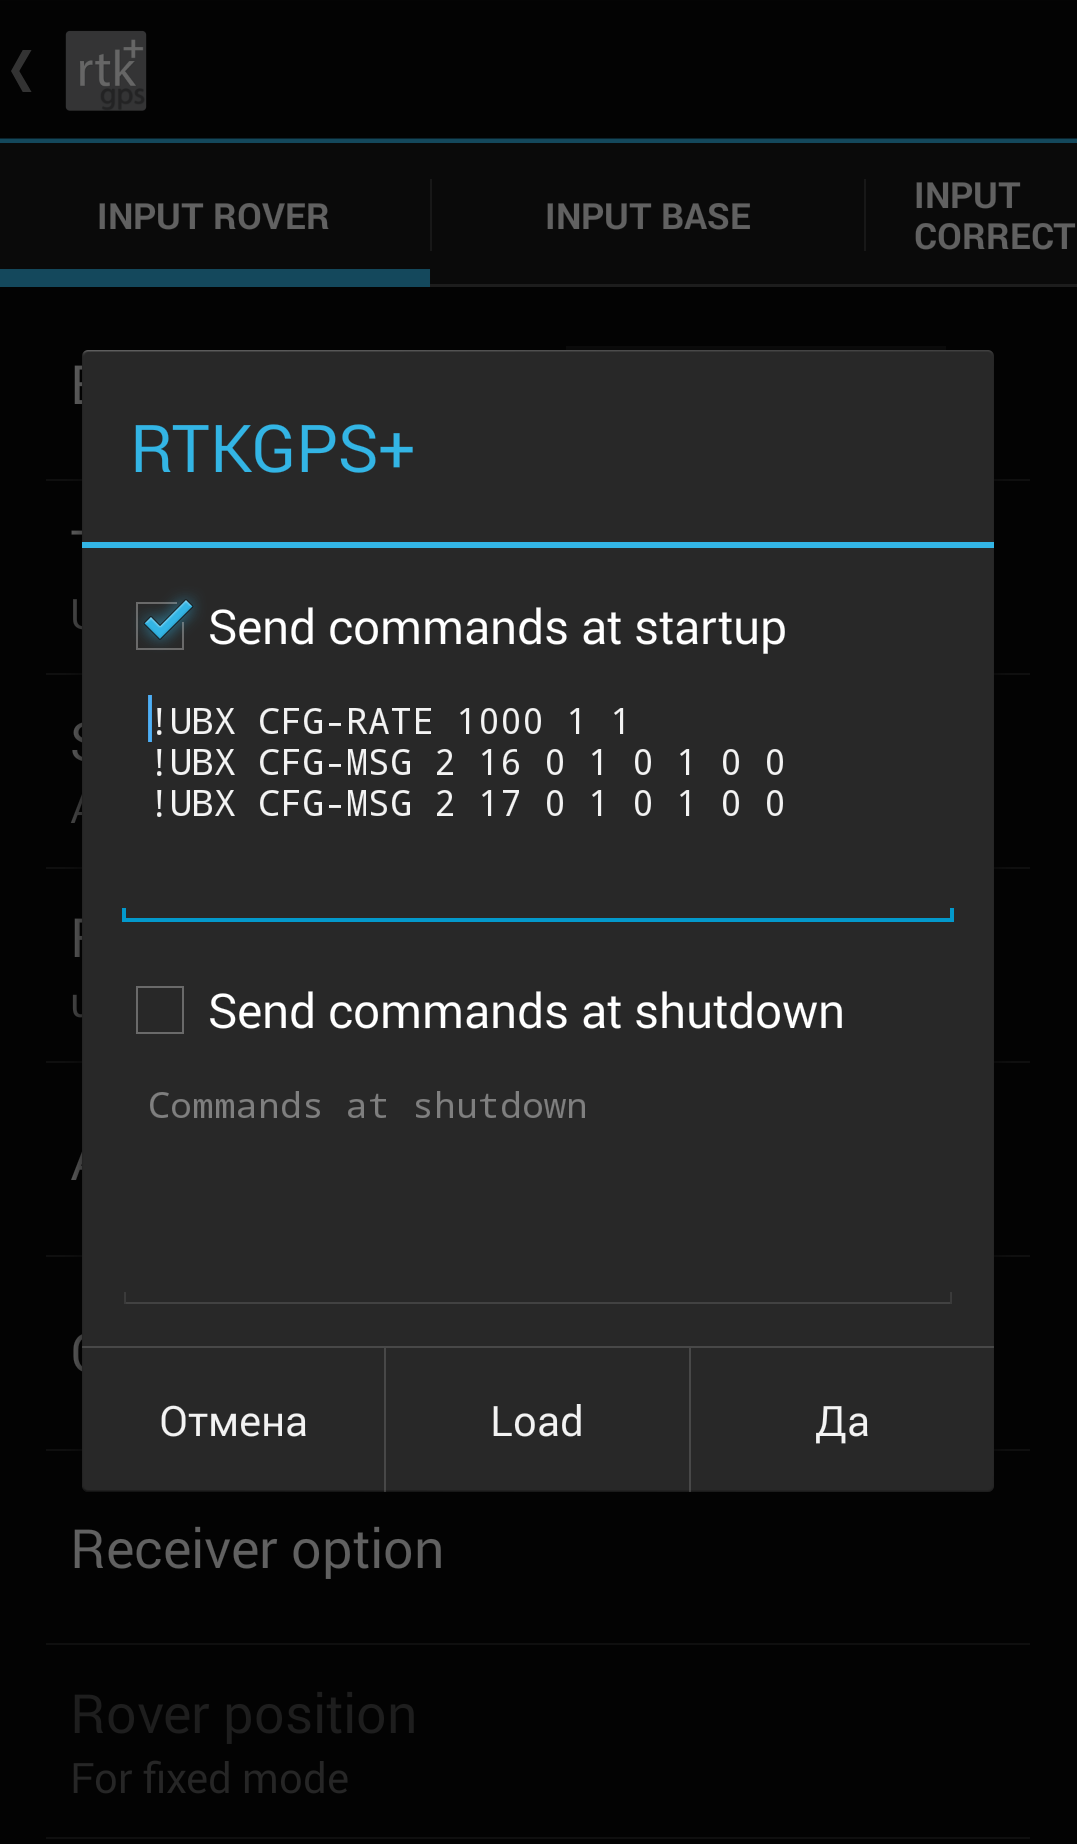 rtk+
gps
INPUT ROVER
INPUT BASE
INPUT
CORRECT
RTKGPS+
Send commands at startup
!UBX CFG-RATE 1000 1 1
!UBX CFG-MSG 2 16 0 1 0 1 0 0
!UBX CFG-MSG 2 17 0 1 0 1 0 0
Send commands at shutdown
Commands at shutdown
Отмена
Load
Да
Receiver option
Rover position
For fixed mode